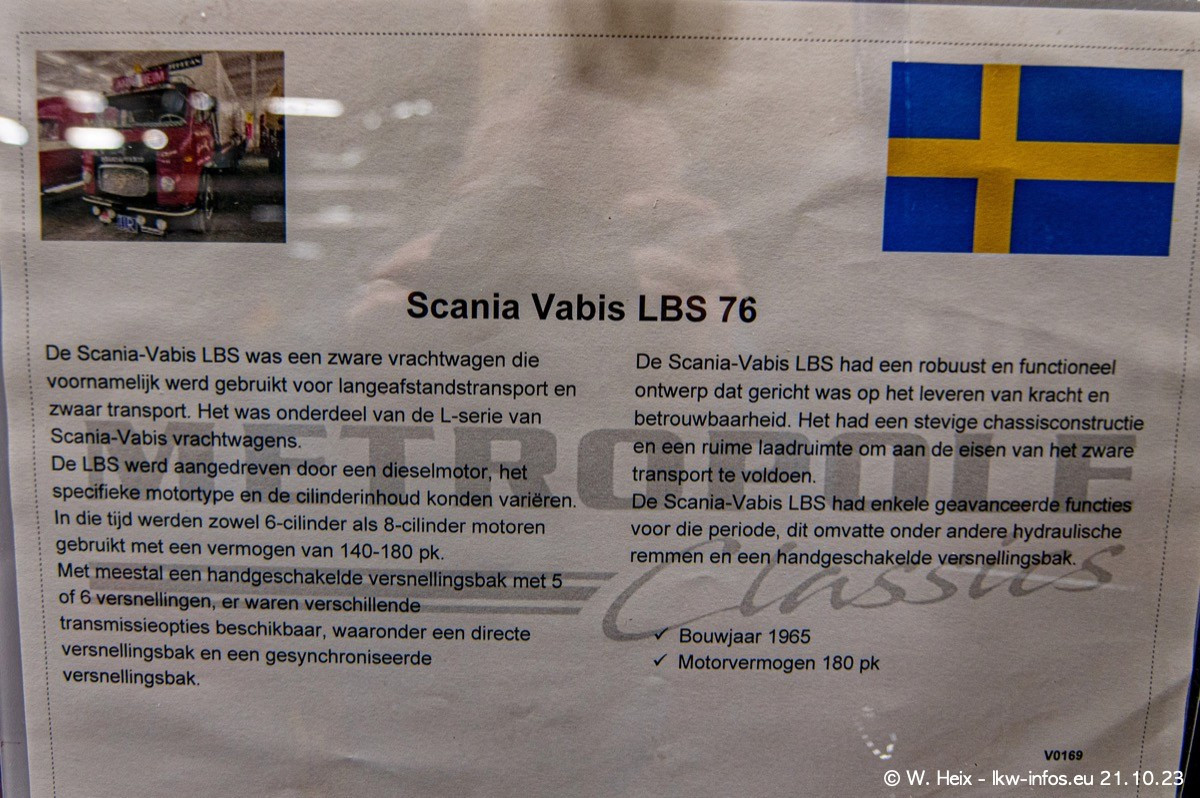 ARNHEIM
Scania Vabis LBS 76
De Scania-Vabis LBS was een zware vrachtwagen die
voornamelijk werd gebruikt voor langeafstandstransport en
zwaar transport. Het was onderdeel van de L-serie van
Scania-Vabis vrachtwagens.
De LBS werd aangedreven door een dieselmotor, het
specifieke motortype en de cilinderinhoud konden variëren.
In die tijd werden zowel 6-cilinder als 8-cilinder motoren
gebruikt met een vermogen van 140-180 pk.
Met meestal een handgeschakelde versnellingsbak met 5
of 6 versnellingen, er waren verschillende
transmissieopties beschikbaar, waaronder een directe
versnellingsbak en een gesynchroniseerde
versnellingsbak.
De Scania-Vabis LBS had een robuust en functioneel
ontwerp dat gericht was op het leveren van kracht en
betrouwbaarheid. Het had een stevige chassisconstructie
en een ruime laadruimte om aan de eisen van het zware
transport te voldoen.
De Scania-Vabis LBS had enkele geavanceerde functies
voor die periode, dit omvatte onder andere hydraulische
remmen en een handgeschakelde versnellingsbak.
✓ Bouwjaar 1965
✓ Motorvermogen 180 pk
METROPOLE
Classics
V0169
© W. Heix - lkw-infos.eu 21.10.23